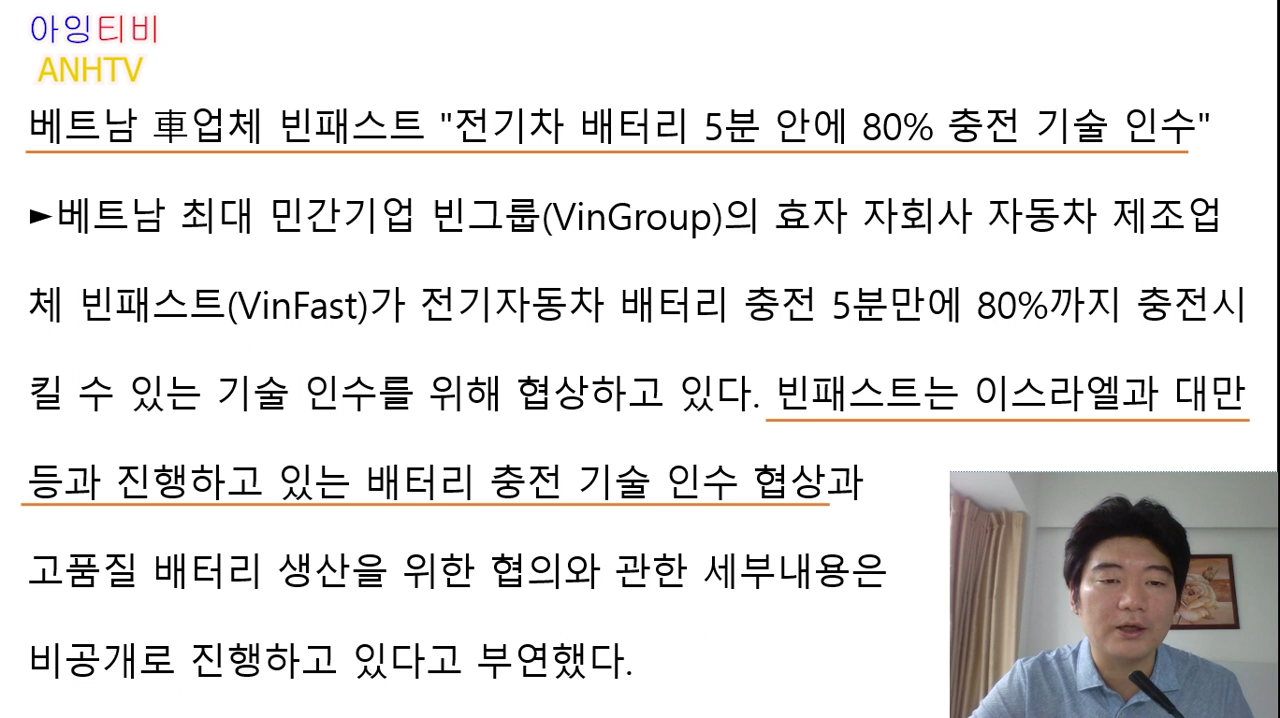 아잉티비
ANHTV
베트남 車업체 빈패스트 "전기차 배터리 5분 안에 80% 충전 기술 인수"
►베트남 최대 민간기업 빈그룹(VinGroup)의 효자 자회사 자동차 제조업
체 빈패스트(VinFast)가 전기자동차 배터리 충전 5분만에 80%까지 충전시
킬 수 있는 기술 인수를 위해 협상하고 있다. 빈패스트는 이스라엘과 대만
등과 진행하고 있는 배터리 충전 기술 인수 협상과
고품질 배터리 생산을 위한 협의와 관한 세부내용은
비공개로 진행하고 있다고 부연했다.